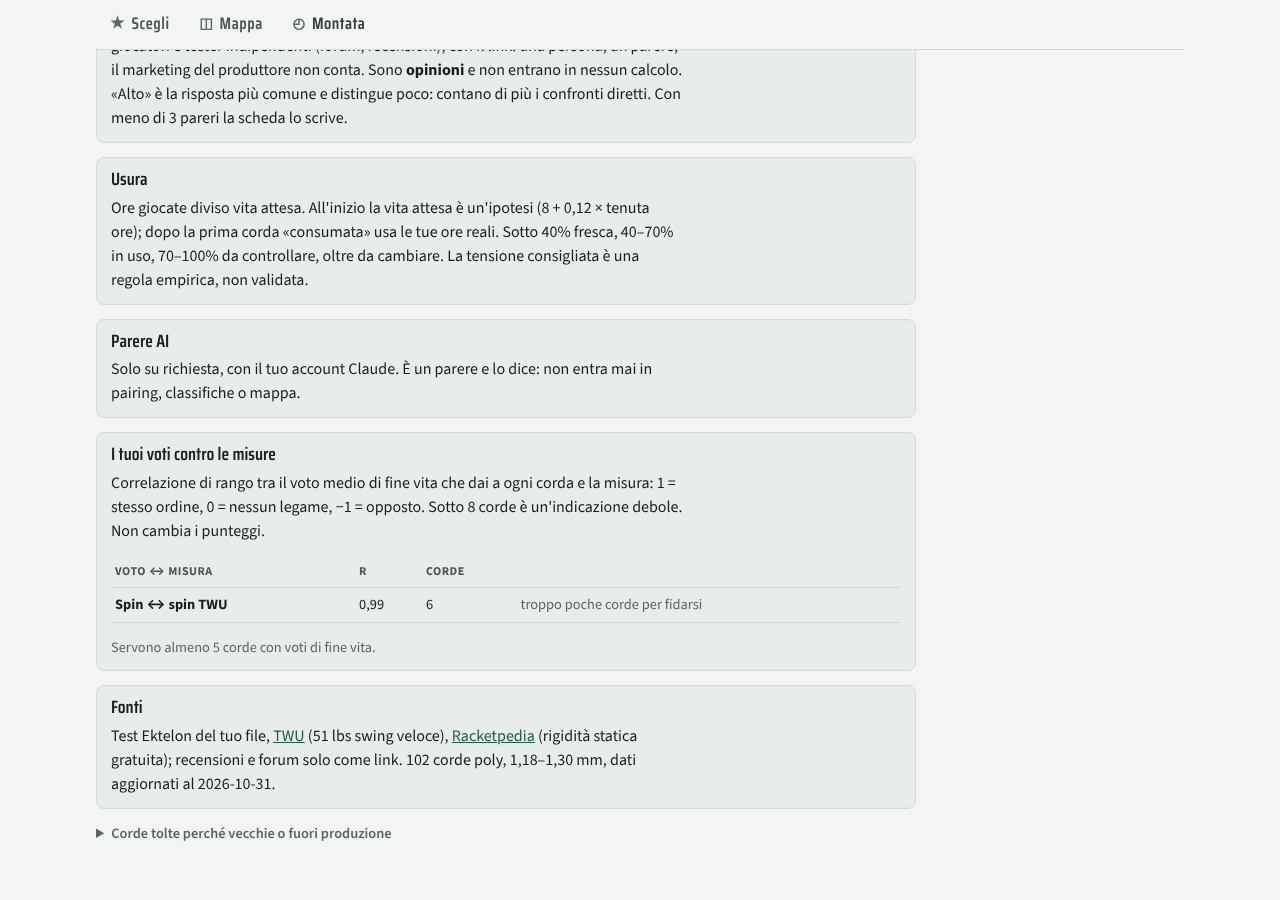 ★ Scegli
Mappa
Montata
il marketing del produttore non conta. Sono opinioni e non entrano in nessun calcolo.
«Alto» è la risposta più comune e distingue poco: contano di più i confronti diretti. Con
meno di 3 pareri la scheda lo scrive.
Usura
Ore giocate diviso vita attesa. All'inizio la vita attesa è un'ipotesi (8 + 0,12 × tenuta
ore); dopo la prima corda «consumata» usa le tue ore reali. Sotto 40% fresca, 40–70%
in uso, 70–100% da controllare, oltre da cambiare. La tensione consigliata è una
regola empirica, non validata.
Parere AI
Solo su richiesta, con il tuo account Claude. È un parere e lo dice: non entra mai in
pairing, classifiche o mappa.
I tuoi voti contro le misure
Correlazione di rango tra il voto medio di fine vita che dai a ogni corda e la misura: 1 =
stesso ordine, 0 = nessun legame, −1 = opposto. Sotto 8 corde è un'indicazione debole.
Non cambia i punteggi.
VOTO ↔ MISURA R CORDE
Spin ↔ spin TWU 0,99 6 troppo poche corde per fidarsi
Servono almeno 5 corde con voti di fine vita.
Fonti
Test Ektelon del tuo file, TWU (51 lbs swing veloce), Racketpedia (rigidità statica
gratuita); recensioni e forum solo come link. 102 corde poly, 1,18–1,30 mm, dati
aggiornati al 2026-10-31.
▶ Corde tolte perché vecchie o fuori produzione